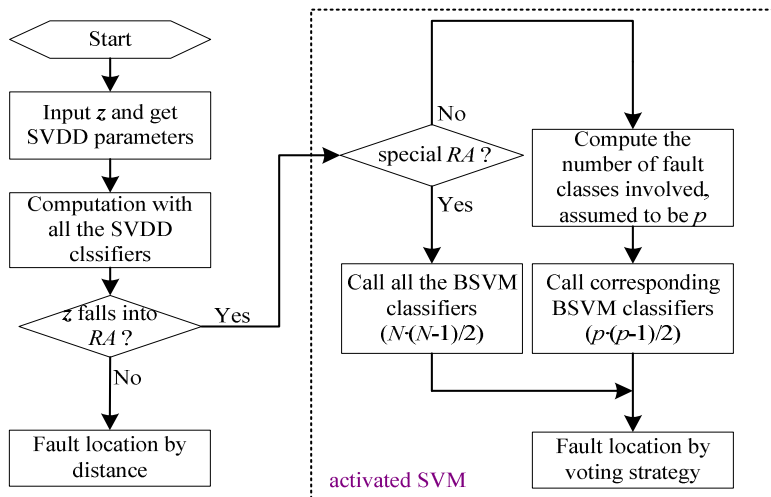 Start
Input z and get
SVDD parameters
Computation with
all the SVDD
clssifiers
z falls into
RA ?
Yes
No
Fault location by
distance
special RA ?
No
Yes
Compute the
number of fault
classes involved,
assumed to be p
Call all the BSVM
classifiers
(N·(N-1)/2)
Call corresponding
BSVM classifiers
(p·(p-1)/2)
Fault location by
voting strategy
activated SVM